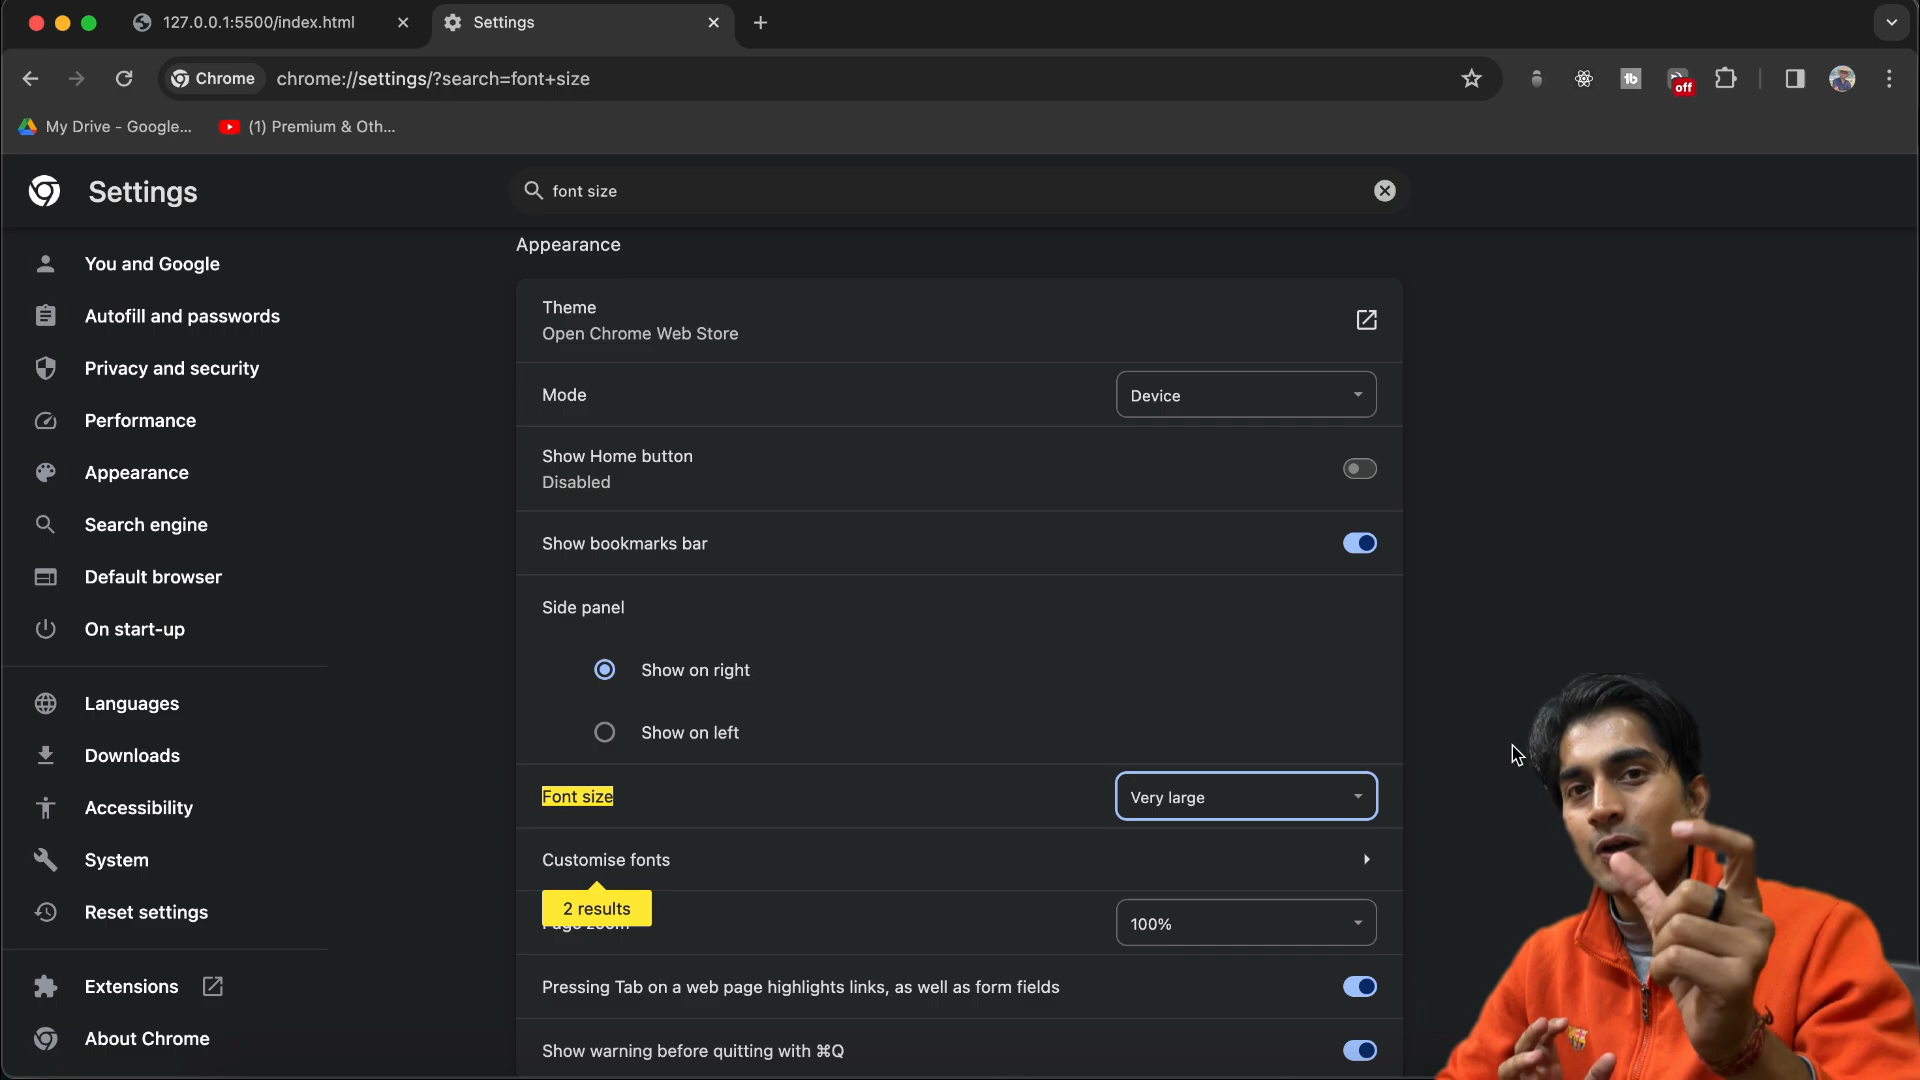 127.0.0.1:5500/index.html
Settings
Chrome
chrome://settings/?search=font+size
tb
off
My Drive - Google...
(1) Premium & Oth...
Settings
font size
You and Google
Autofill and passwords
Privacy and security
Performance
Appearance
Search engine
Default browser
On start-up
Languages
Downloads
Accessibility
System
Reset settings
Extensions
About Chrome
Appearance
Theme
Open Chrome Web Store
Mode
Device
Show Home button
Disabled
Show bookmarks bar
Side panel
Show on right
Show on left
Font size
Very large
Customise fonts
2 results
Page zoom
100%
Pressing Tab on a web page highlights links, as well as form fields
Show warning before quitting with ⌘Q